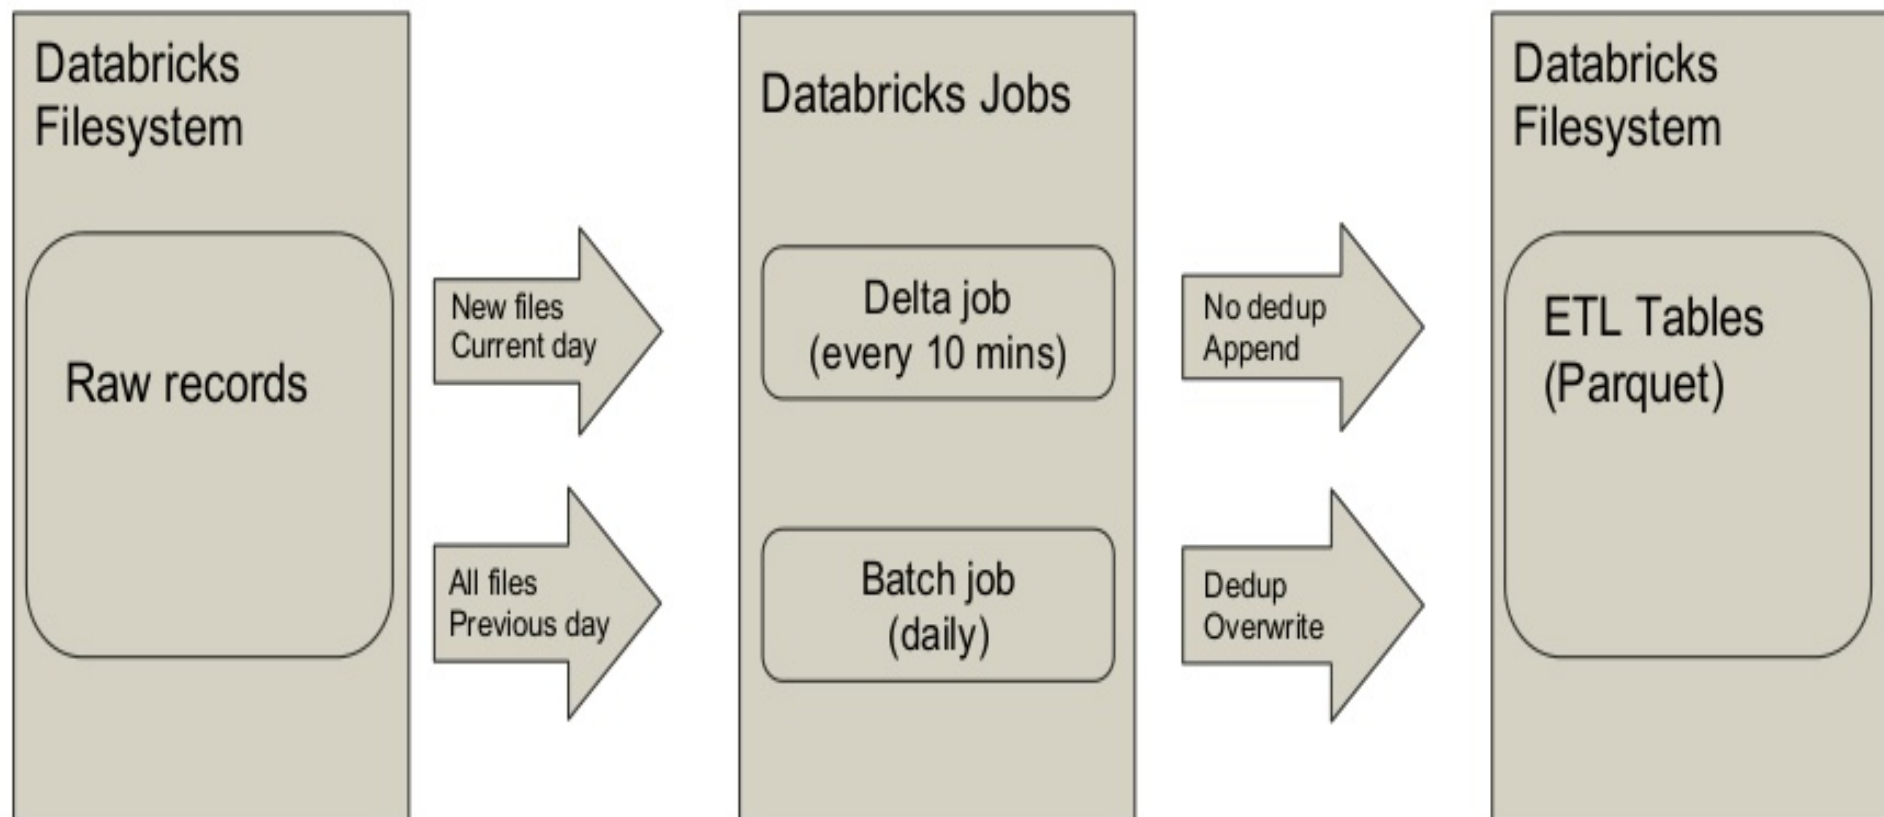 Databricks
Filesystem
Raw records
New files
Current day
All files
Previous day
Databricks Jobs
Delta job
(every 10 mins)
Batch job
(daily)
No dedup
Append
Dedup
Overwrite
Databricks
Filesystem
ETL Tables
(Parquet)